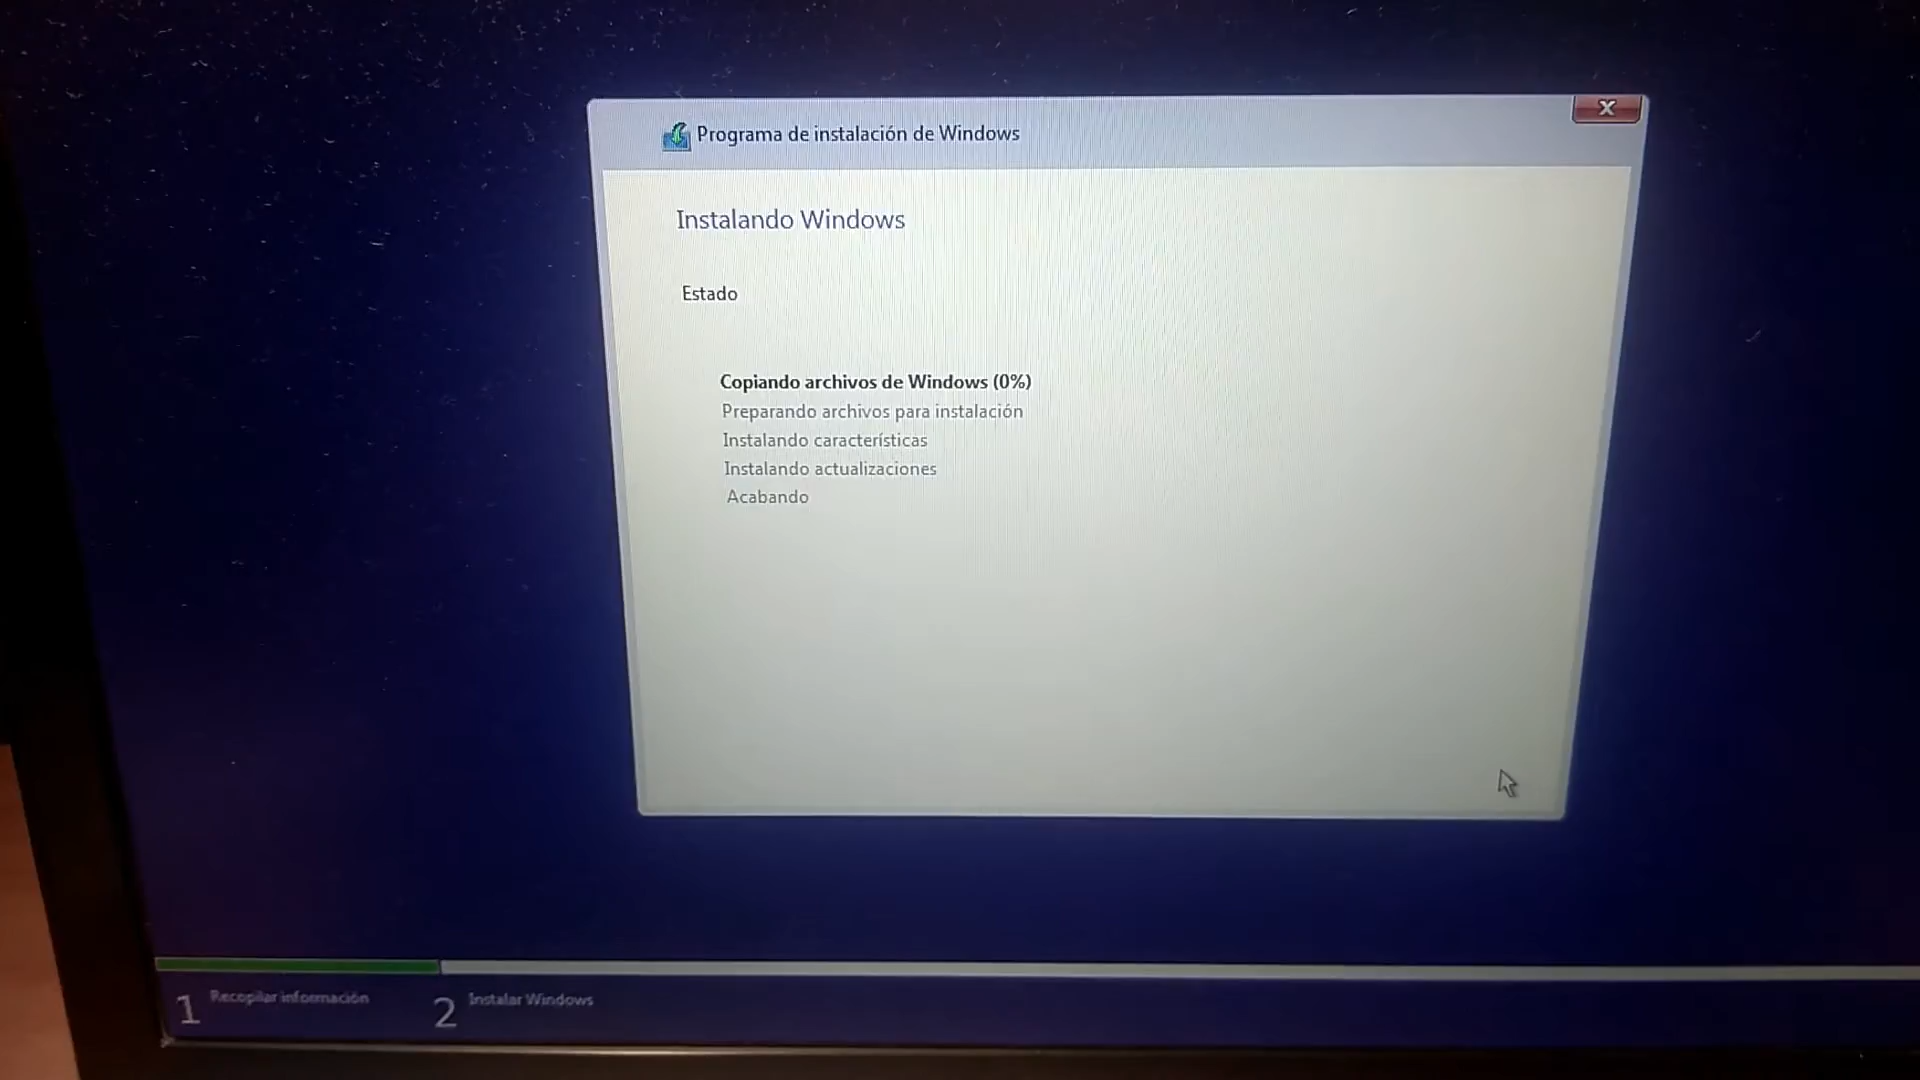 Programa de instalación de Windows
Instalando Windows
Estado
Copiando archivos de Windows (0%)
Preparando archivos para instalación
Instalando características
Instalando actualizaciones
Acabando
1 Recopilar información
2 Instalar Windows